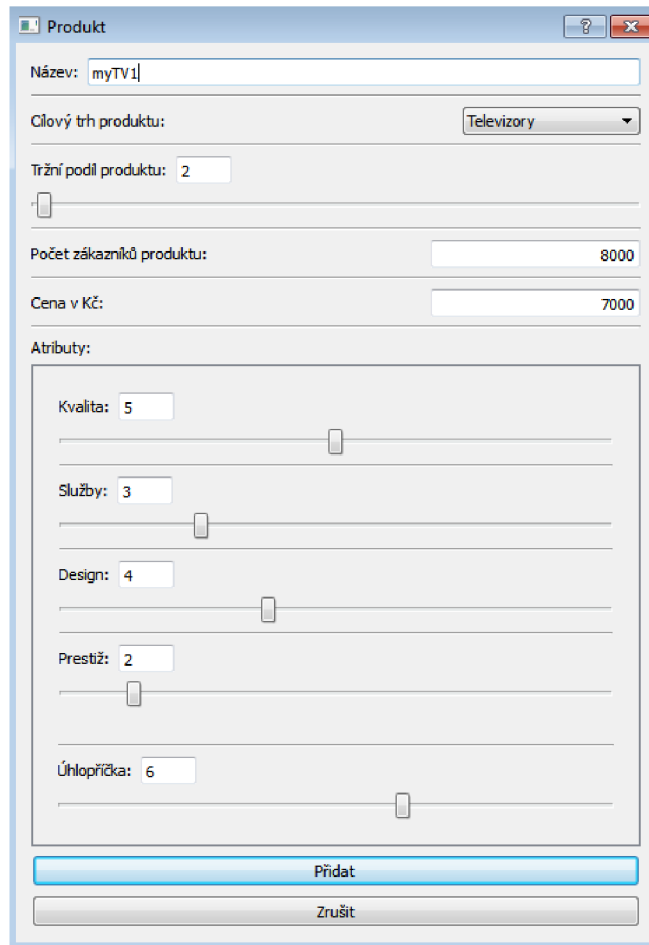 Produkt
Název: myTV1
Cílový trh produktu: Televizory
Tržní podíl produktu: 2
Počet zákazníků produktu: 8000
Cena v Kč: 7000
Atributy:
Kvalita: 5
Služby: 3
Design: 4
Prestiž: 2
Úhlopříčka: 6
Přidat
Zrušit